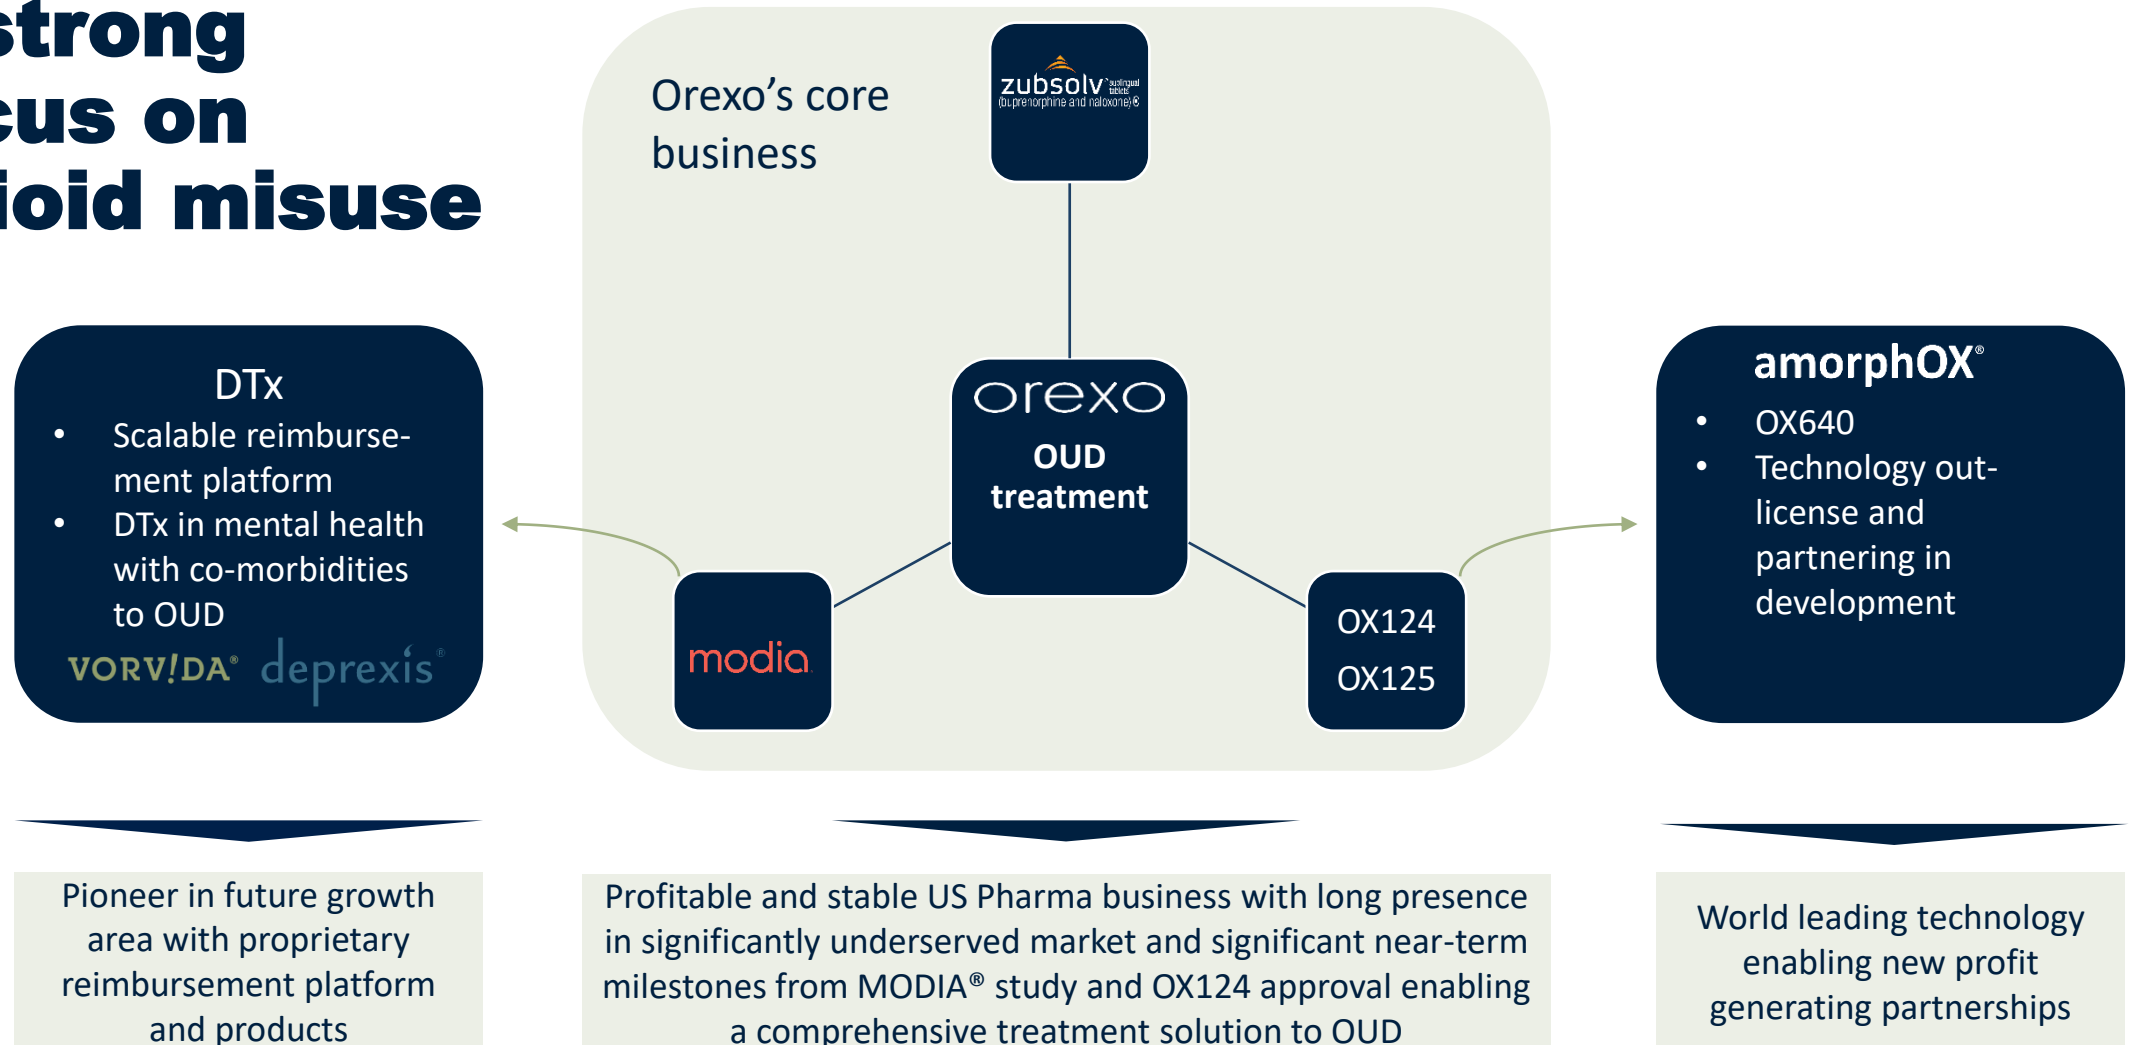 strong
cus on
ioid misuse
Orexo’s core
business
zubsolv® sublingual
tablets
(buprenorphine and naloxone)
orexo
OUD
treatment
modia
OX124
OX125
DTx
• Scalable reimburse-
ment platform
• DTx in mental health
with co-morbidities
to OUD
VORV!DA® deprexis®
amorphOX®
• OX640
• Technology out-
license and
partnering in
development
Pioneer in future growth
area with proprietary
reimbursement platform
and products
Profitable and stable US Pharma business with long presence
in significantly underserved market and significant near-term
milestones from MODIA® study and OX124 approval enabling
a comprehensive treatment solution to OUD
World leading technology
enabling new profit
generating partnerships